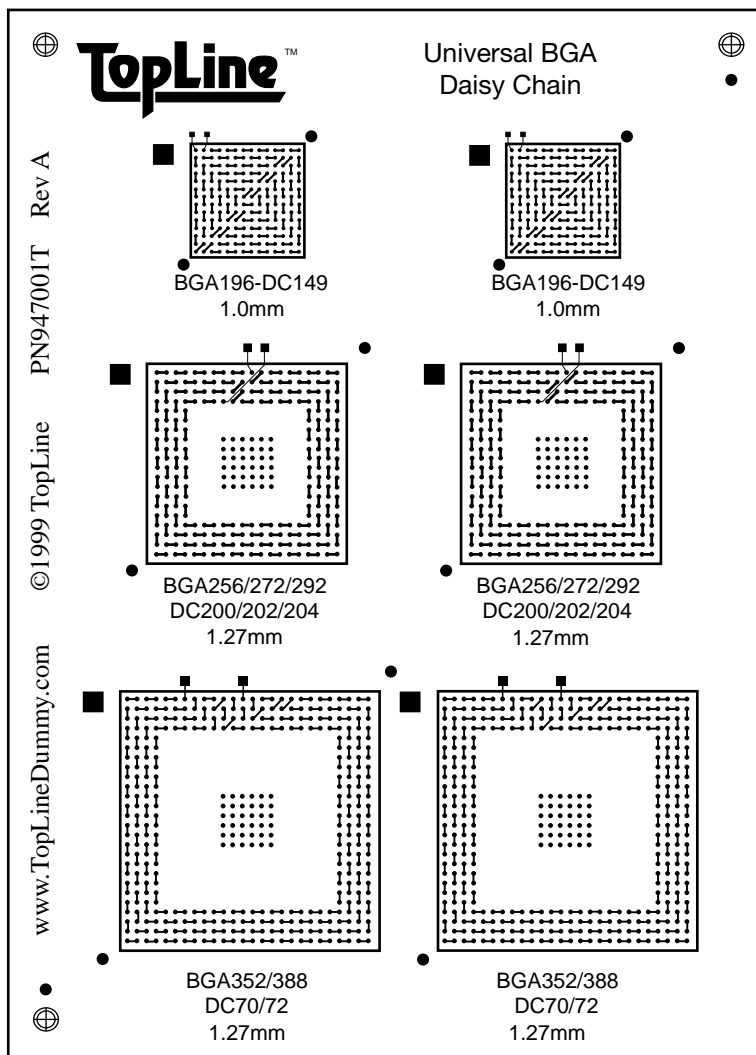 TopLine™
Universal BGA
Daisy Chain
BGA196-DC149
1.0mm
BGA196-DC149
1.0mm
BGA256/272/292
DC200/202/204
1.27mm
BGA256/272/292
DC200/202/204
1.27mm
BGA352/388
DC70/72
1.27mm
BGA352/388
DC70/72
1.27mm
www.TopLineDummy.com ©1999 TopLine PN947001T Rev A